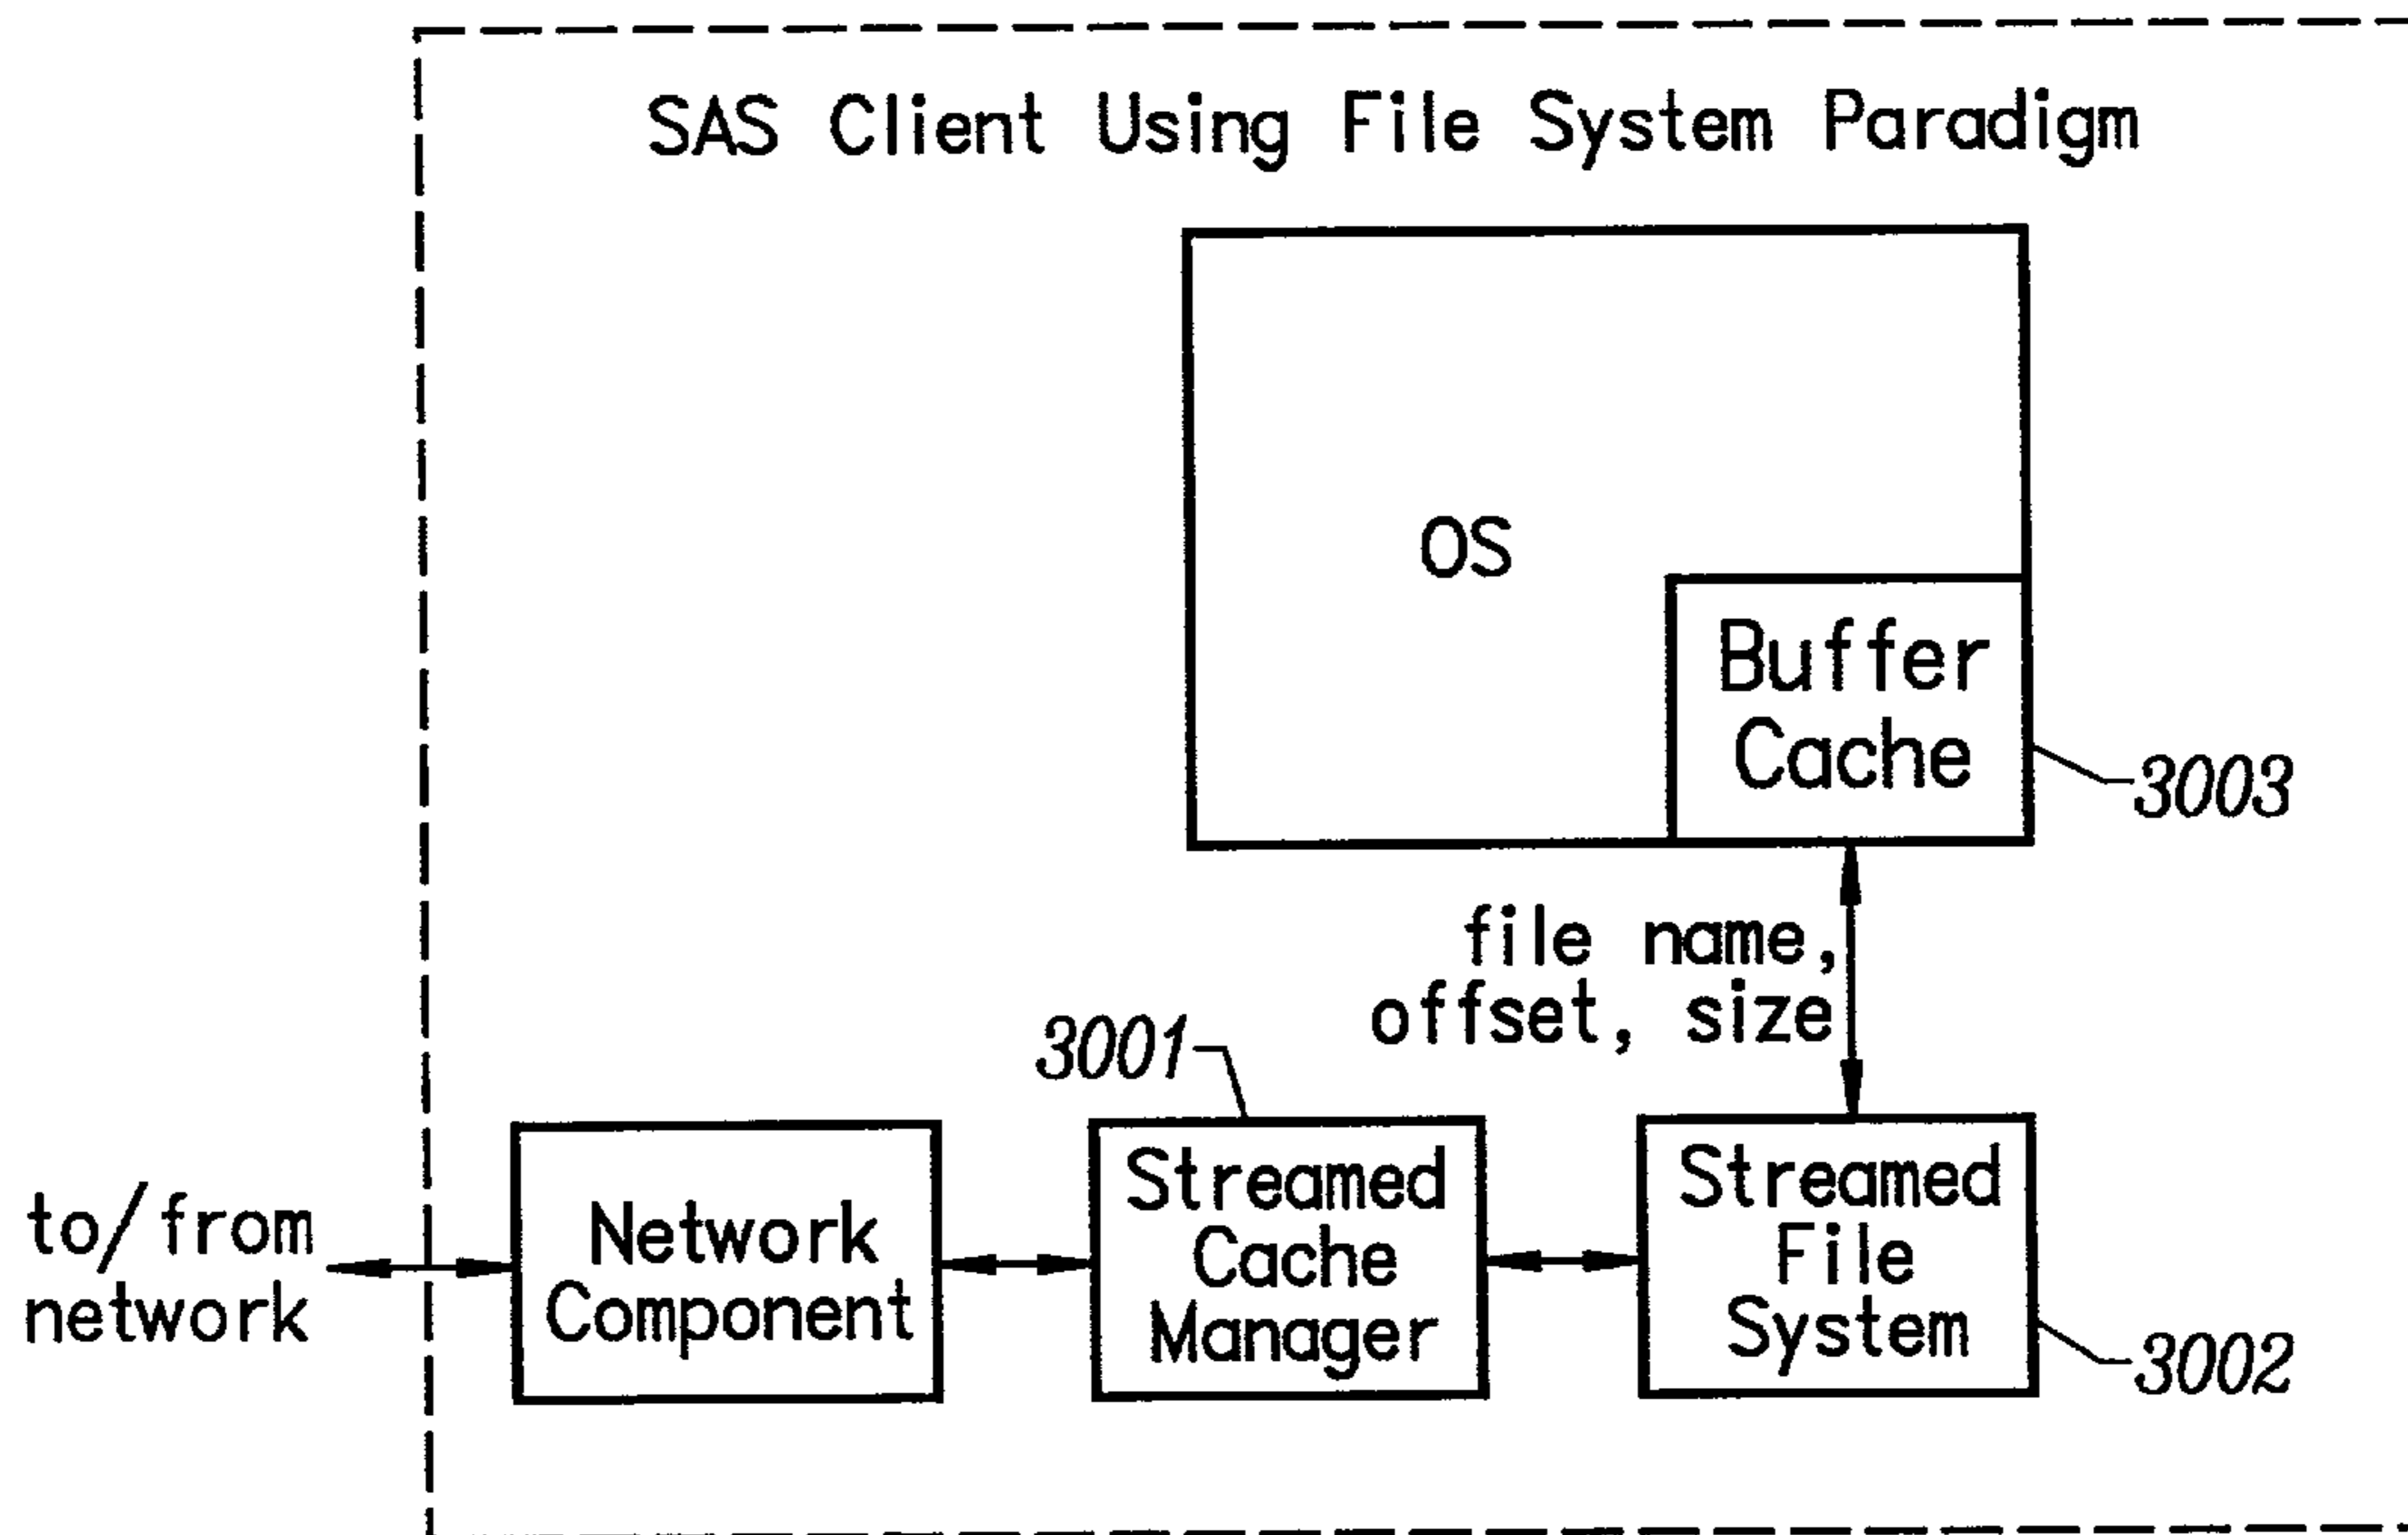 SAS Client Using File System Paradigm
OS
Buffer
Cache
3003
file name,
offset, size
3001
to/from
network
Network
Component
Streamed
Cache
Manager
Streamed
File
System
3002